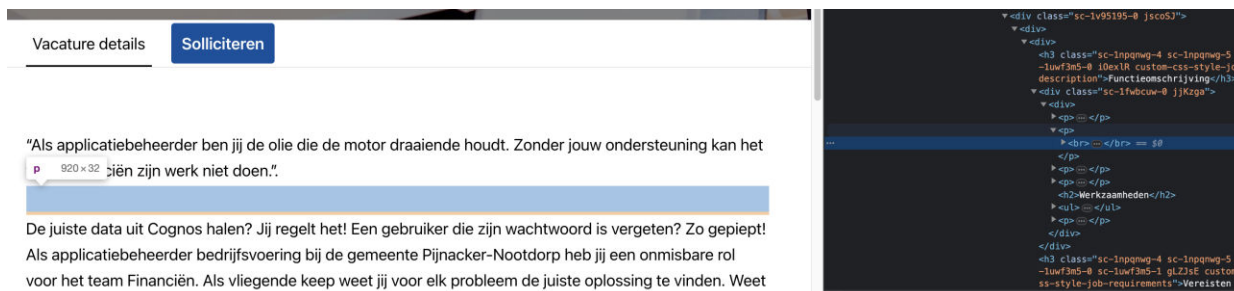 Vacature details
Solliciteren
"Als applicatiebeheerder ben jij de olie die de motor draaiende houdt. Zonder jouw ondersteuning kan het
p 920 × 32
ciën zijn werk niet doen.".
De juiste data uit Cognos halen? Jij regelt het! Een gebruiker die zijn wachtwoord is vergeten? Zo gepiept!
Als applicatiebeheerder bedrijfsvoering bij de gemeente Pijnacker-Nootdorp heb jij een onmisbare rol
voor het team Financiën. Als vliegende keep weet jij voor elk probleem de juiste oplossing te vinden. Weet
▼<div class="sc-1v95195-0 jscoSJ">
▼<div>
▼<div>
<h3 class="sc-1npqnwg-4 sc-1npqnwg-5
-1uwf3m5-0 iOexlR custom-css-style-jo
description">Functieomschrijving</h3
▼<div class="sc-1fwbcuw-0 jjKzga">
▼<div>
▶<p>…</p>
▼<p>
… ▶<br>…</br> == $0
</p>
▶<p>…</p>
▶<p>…</p>
<h2>Werkzaamheden</h2>
▶<ul>…</ul>
▶<p>…</p>
</div>
</div>
<h3 class="sc-1npqnwg-4 sc-1npqnwg-5
-1uwf3m5-0 sc-1uwf3m5-1 gLZJsE custom
ss-style-job-requirements">Vereisten